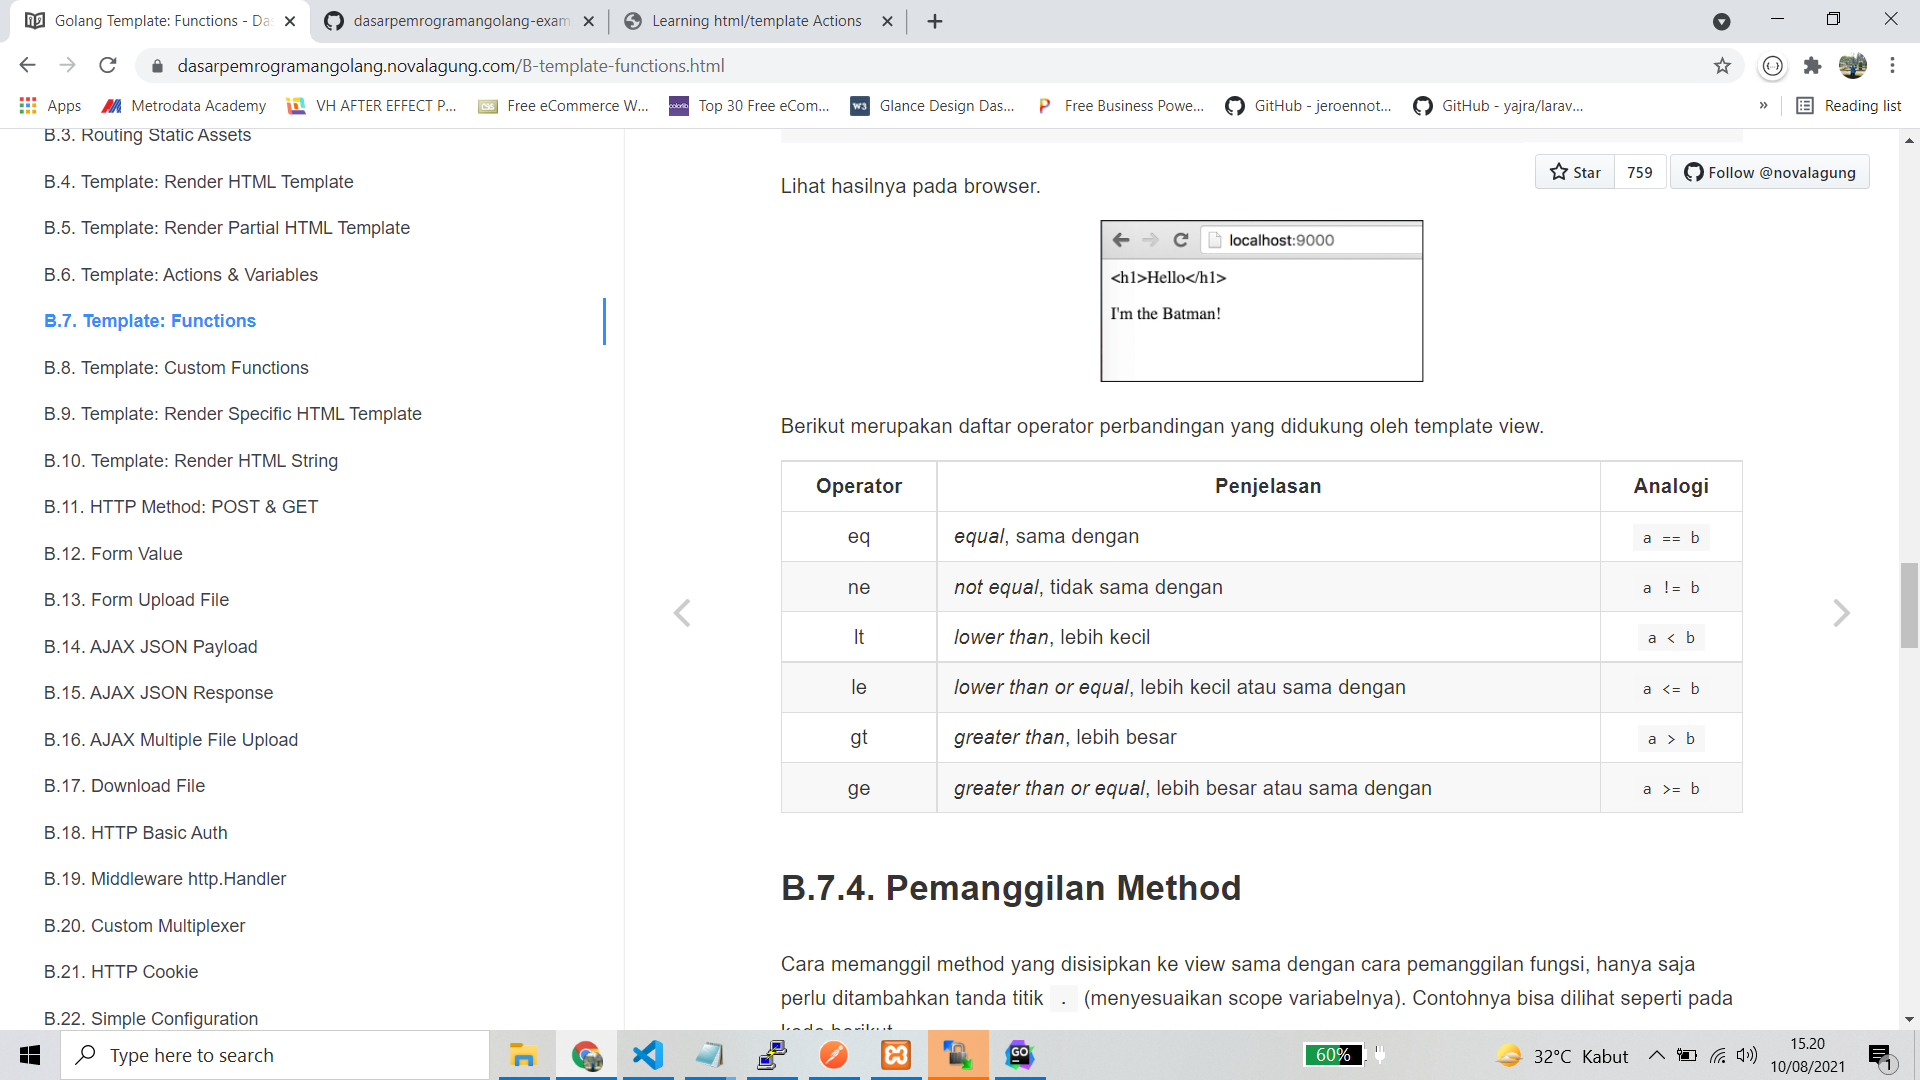 Golang Template: Functions - Da
dasarpemrogramangolang-exam
Learning html/template Actions
dasarpemrogramangolang.novalagung.com/B-template-functions.html
Apps
Metrodata Academy
VH AFTER EFFECT P...
Free eCommerce W...
Top 30 Free eCom...
Glance Design Das...
Free Business Powe...
GitHub - jeroennot...
GitHub - yajra/larav...
»
Reading list
B.3. Routing Static Assets
B.4. Template: Render HTML Template
B.5. Template: Render Partial HTML Template
B.6. Template: Actions & Variables
B.7. Template: Functions
B.8. Template: Custom Functions
B.9. Template: Render Specific HTML Template
B.10. Template: Render HTML String
B.11. HTTP Method: POST & GET
B.12. Form Value
B.13. Form Upload File
B.14. AJAX JSON Payload
B.15. AJAX JSON Response
B.16. AJAX Multiple File Upload
B.17. Download File
B.18. HTTP Basic Auth
B.19. Middleware http.Handler
B.20. Custom Multiplexer
B.21. HTTP Cookie
B.22. Simple Configuration
Star 759 Follow @novalagung
Lihat hasilnya pada browser.
localhost:9000
<h1>Hello</h1>
I'm the Batman!
Berikut merupakan daftar operator perbandingan yang didukung oleh template view.
Operator Penjelasan Analogi
eq equal, sama dengan a == b
ne not equal, tidak sama dengan a != b
lt lower than, lebih kecil a < b
le lower than or equal, lebih kecil atau sama dengan a <= b
gt greater than, lebih besar a > b
ge greater than or equal, lebih besar atau sama dengan a >= b
B.7.4. Pemanggilan Method
Cara memanggil method yang disisipkan ke view sama dengan cara pemanggilan fungsi, hanya saja
perlu ditambahkan tanda titik . (menyesuaikan scope variabelnya). Contohnya bisa dilihat seperti pada
kode berikut.
Type here to search
GO
60%
32°C Kabut
15.20
10/08/2021
1